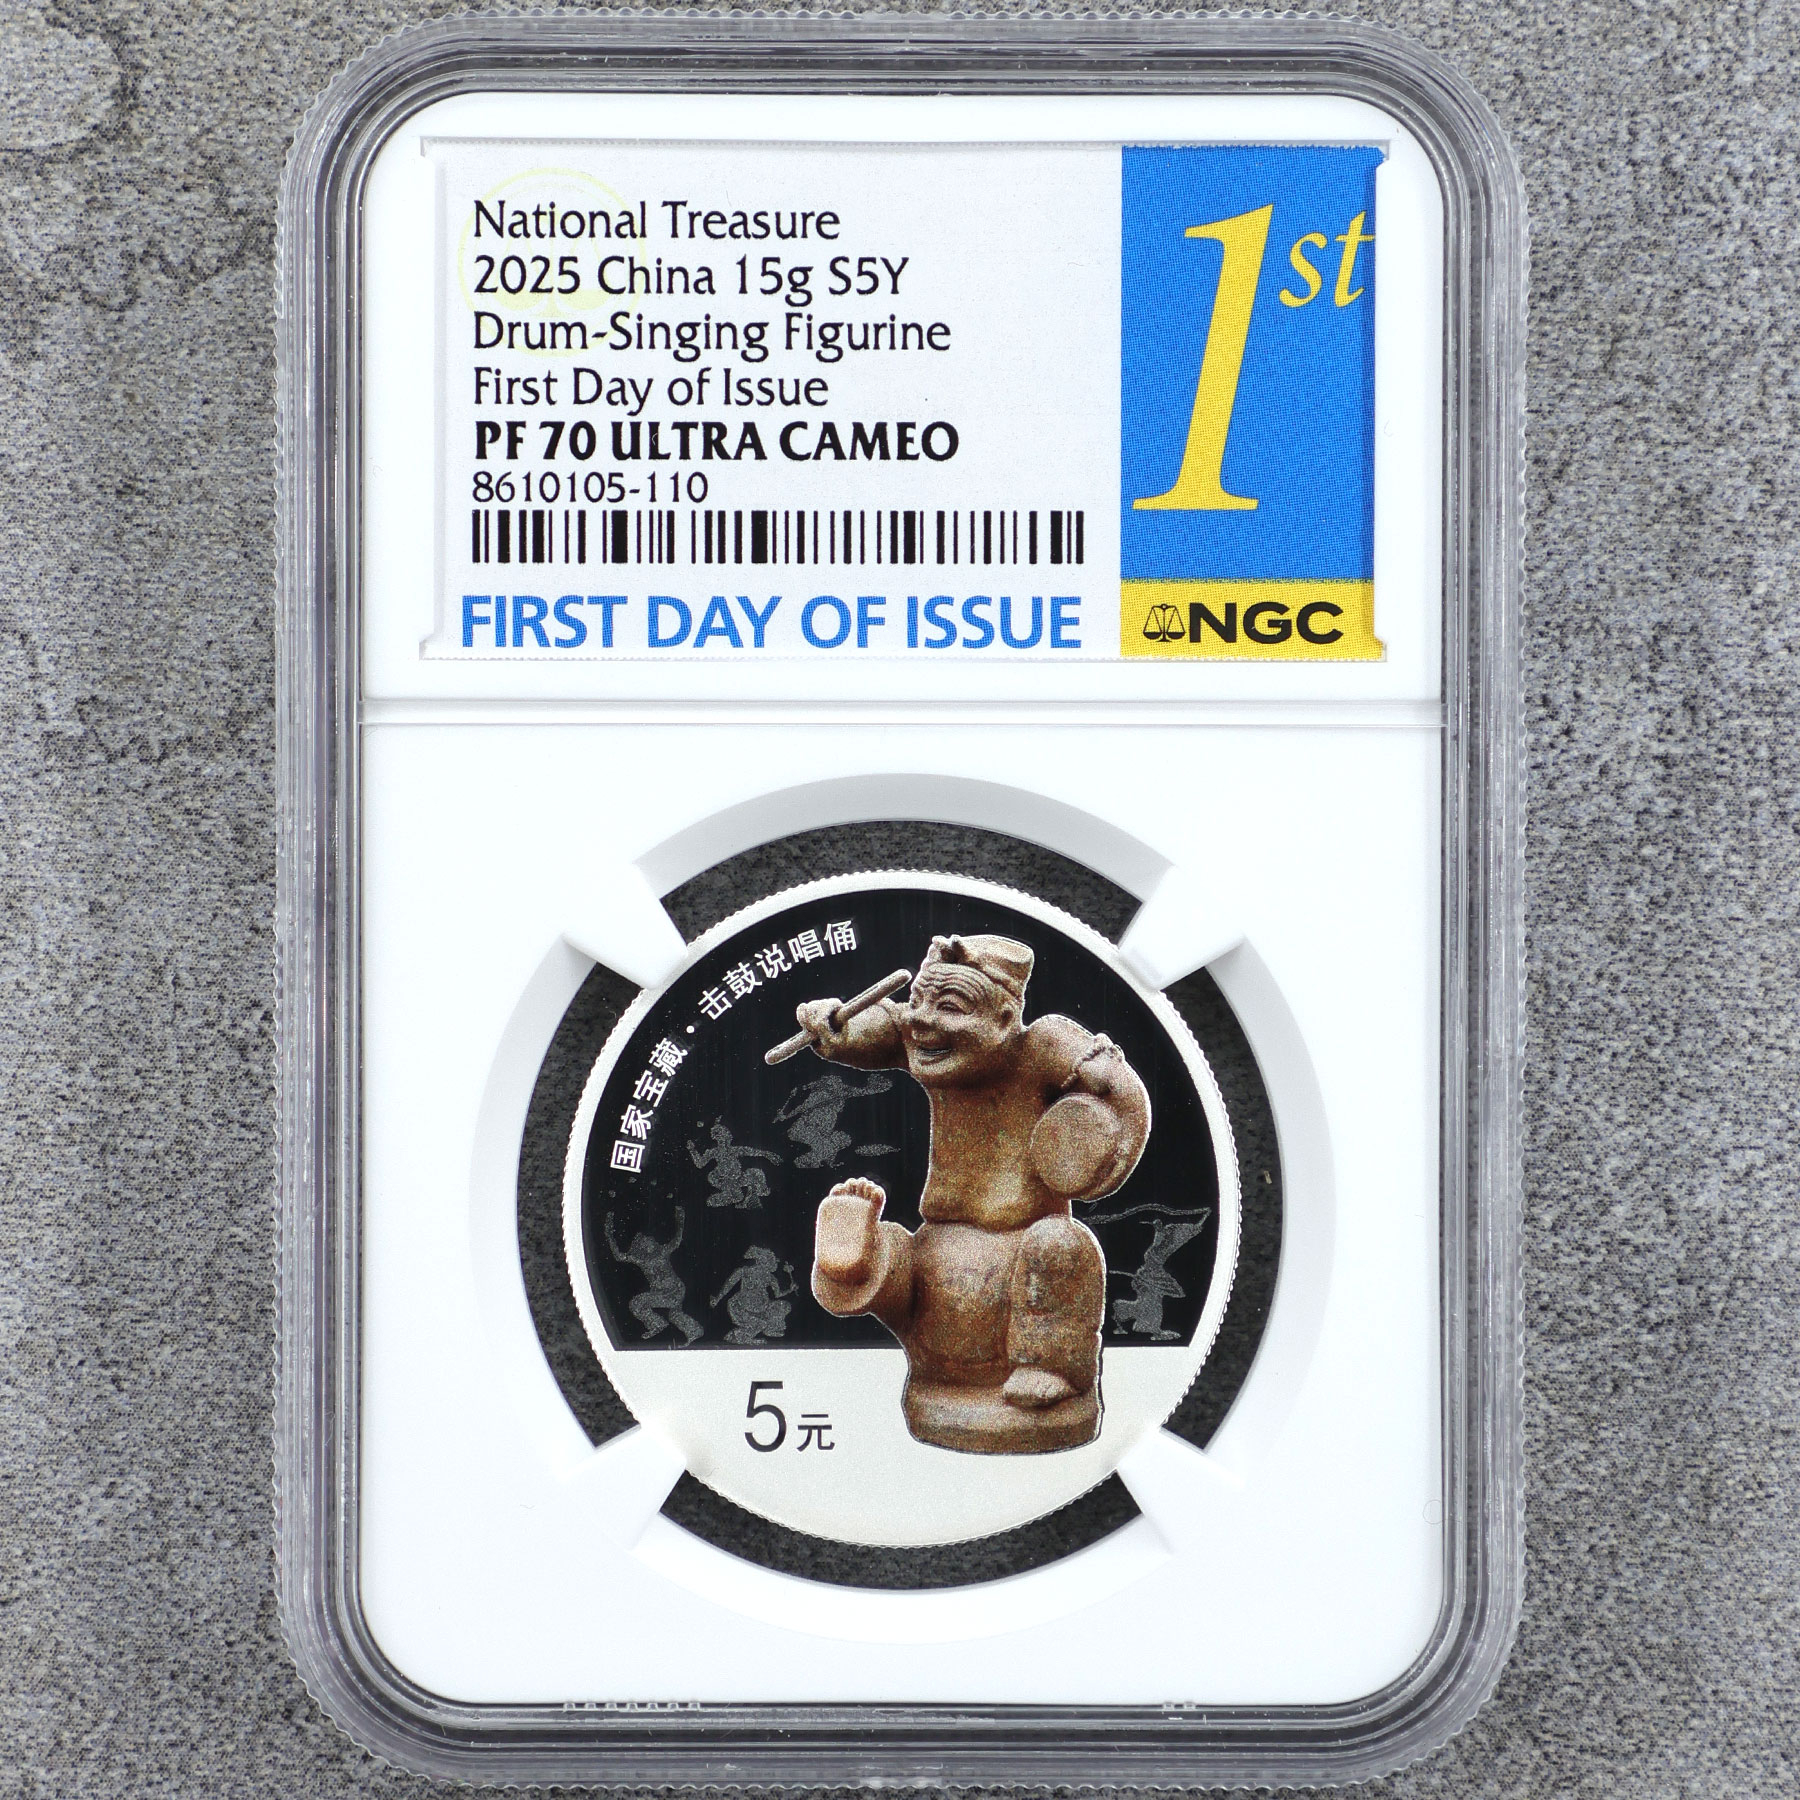 National Treasure
2025 China 15g S5Y
Drum-Singing Figurine
First Day of Issue
PF 70 ULTRA CAMEO
8610105-110
FIRST DAY OF ISSUE
1st
NGC
国家宝藏·击鼓说唱俑
5元